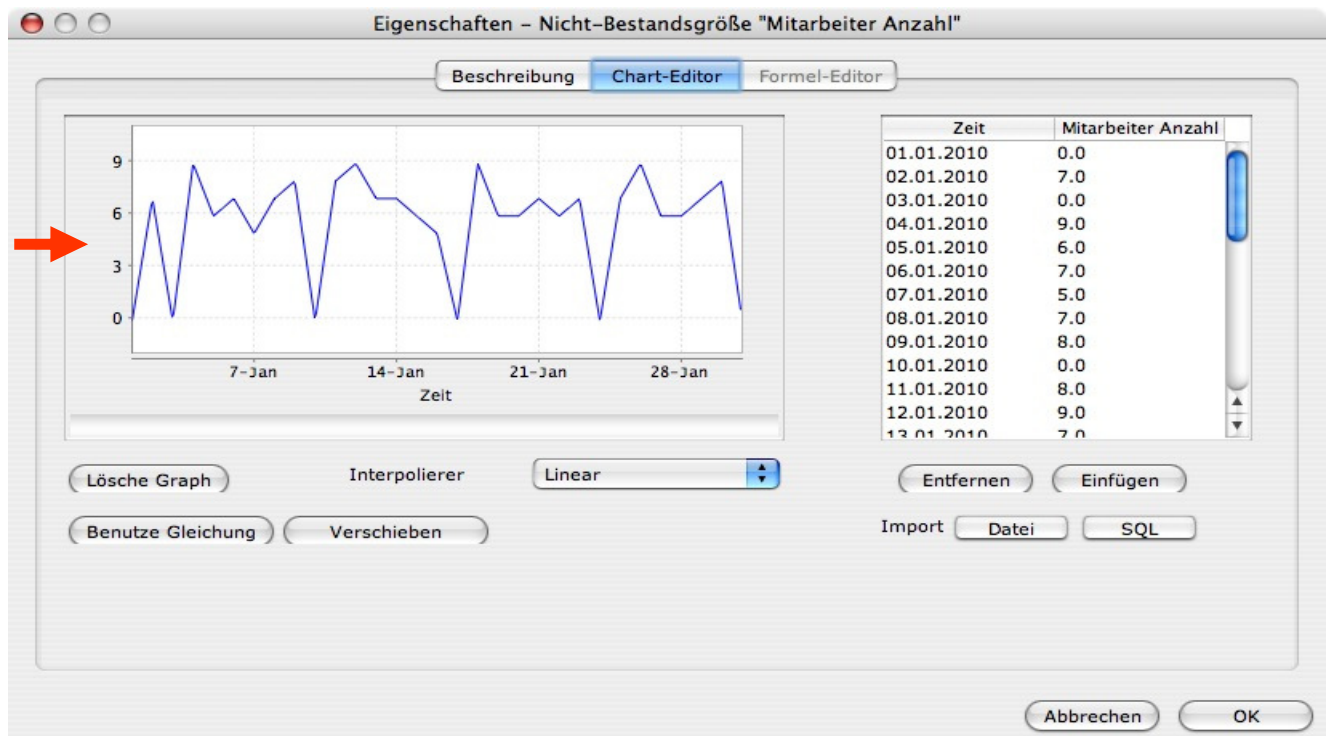 Eigenschaften – Nicht-Bestandsgröße "Mitarbeiter Anzahl"
Beschreibung Chart-Editor Formel-Editor
9
6
3
0
7-Jan 14-Jan 21-Jan 28-Jan
Zeit
Zeit Mitarbeiter Anzahl
01.01.2010 0.0
02.01.2010 7.0
03.01.2010 0.0
04.01.2010 9.0
05.01.2010 6.0
06.01.2010 7.0
07.01.2010 5.0
08.01.2010 7.0
09.01.2010 8.0
10.01.2010 0.0
11.01.2010 8.0
12.01.2010 9.0
13.01.2010 7.0
Lösche Graph Interpolierer Linear
Entfernen Einfügen
Benutze Gleichung Verschieben
Import Datei SQL
Abbrechen OK